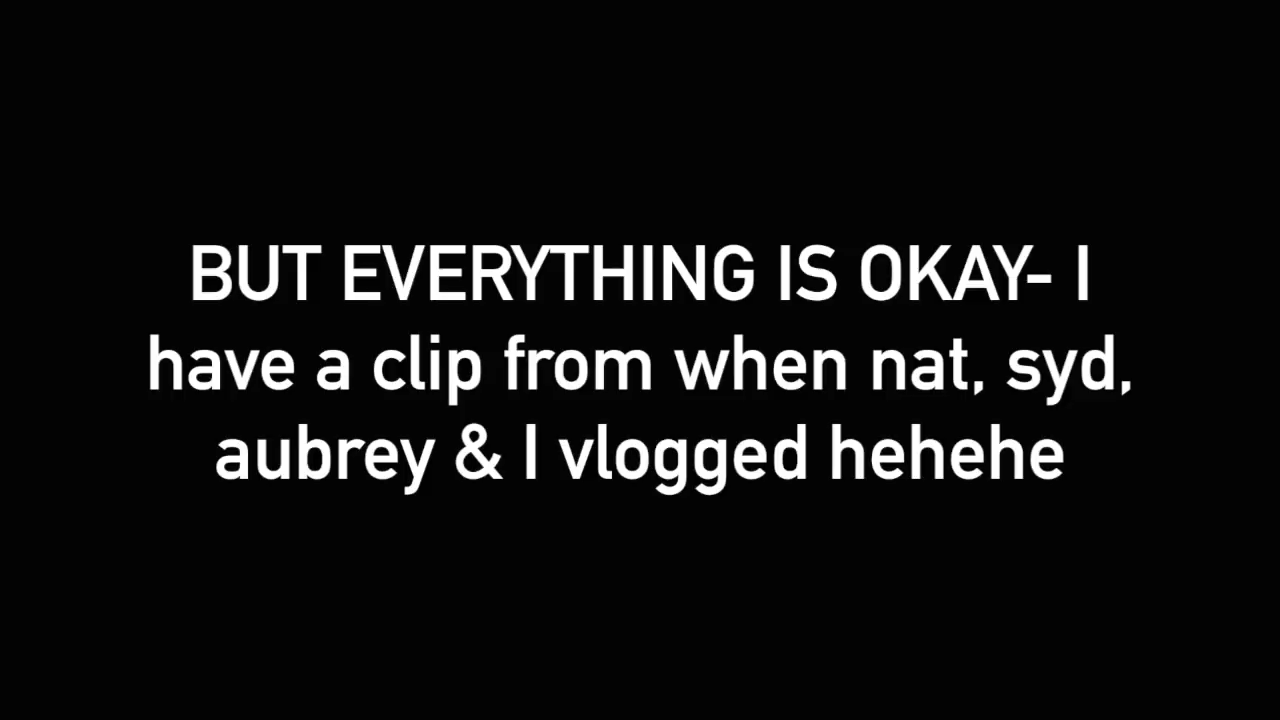 BUT EVERYTHING IS OKAY- I
have a clip from when nat, syd,
aubrey & I vlogged hehehe